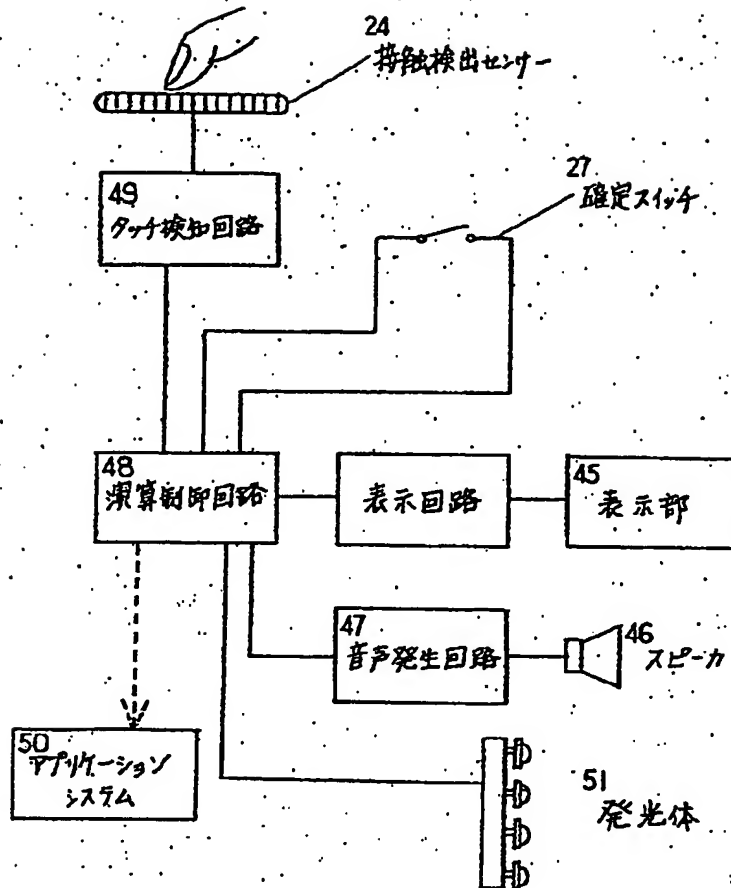 24
接触検出センサー
49
タッチ検知回路
27
確定スイッチ
48
演算制御回路
表示回路
45
表示部
47
音声発生回路
46
スピーカ
50
アプリケーション
システム
51
発光体